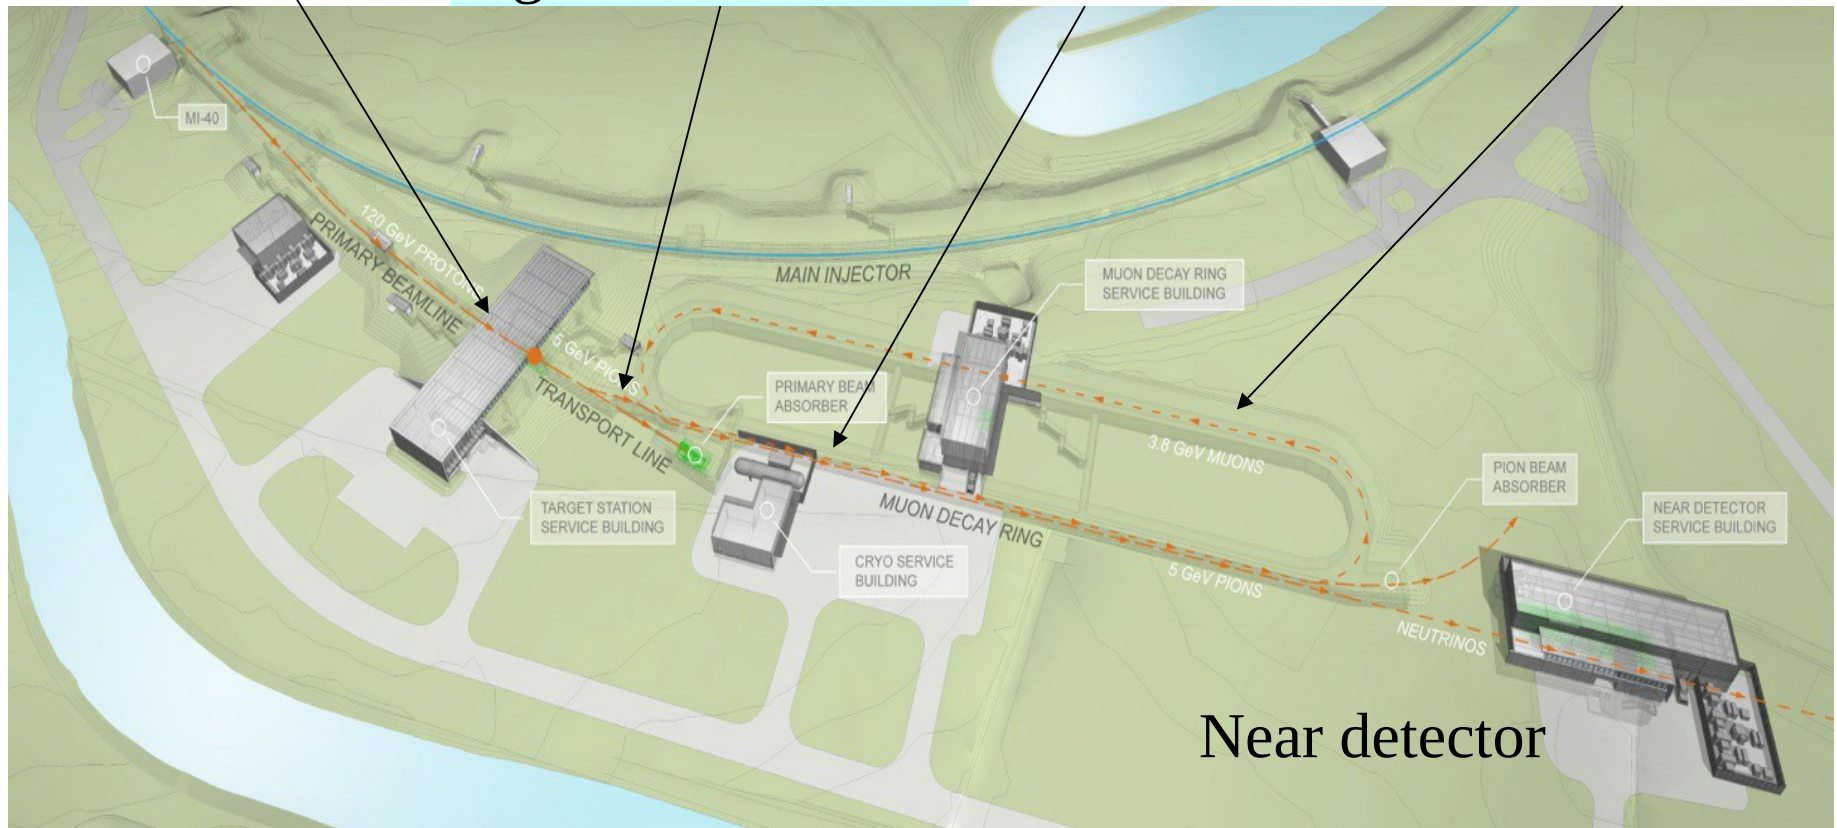 MI-40
120 GeV PROTONS
PRIMARY BEAMLINE
MAIN INJECTOR
MUON DECAY RING
SERVICE BUILDING
5 GeV PIONS
TRANSPORT LINE
PRIMARY BEAM
ABSORBER
3.8 GeV MUONS
PION BEAM
ABSORBER
TARGET STATION
SERVICE BUILDING
MUON DECAY RING
NEAR DETECTOR
SERVICE BUILDING
CRYO SERVICE
BUILDING
5 GeV PIONS
NEUTRINOS
Near detector